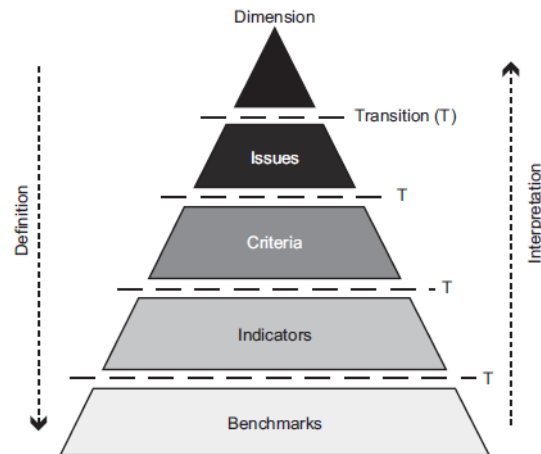 Dimension
Transition (T)
Issues
T
Criteria
T
Indicators
T
Benchmarks
Definition
Interpretation